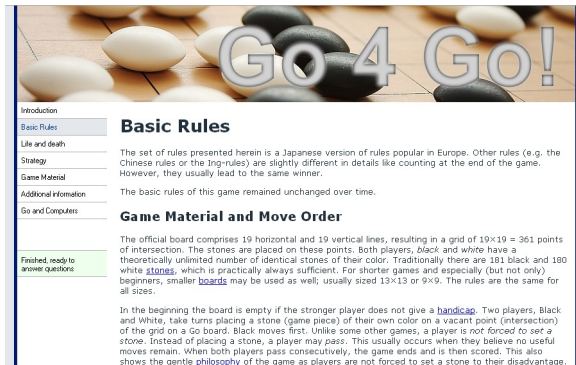 Go 4 Go!
Introduction
Basic Rules
Life and death
Strategy
Game Material
Additional information
Go and Computers
Finished, ready to
answer questions
Basic Rules
The set of rules presented herein is a Japanese version of rules popular in Europe. Other rules (e.g. the
Chinese rules or the Ing-rules) are slightly different in details like counting at the end of the game.
However, they usually lead to the same winner.
The basic rules of this game remained unchanged over time.
Game Material and Move Order
The official board comprises 19 horizontal and 19 vertical lines, resulting in a grid of 19×19 = 361 points
of intersection. The stones are placed on these points. Both players, black and white have a
theoretically unlimited number of identical stones of their color. Traditionally there are 181 black and 180
white stones, which is practically always sufficient. For shorter games and especially (but not only)
beginners, smaller boards may be used as well; usually sized 13×13 or 9×9. The rules are the same for
all sizes.
In the beginning the board is empty if the stronger player does not give a handicap. Two players, Black
and White, take turns placing a stone (game piece) of their own color on a vacant point (intersection)
of the grid on a Go board. Black moves first. Unlike some other games, a player is not forced to set a
stone. Instead of placing a stone, a player may pass. This usually occurs when they believe no useful
moves remain. When both players pass consecutively, the game ends and is then scored. This also
shows the gentle philosophy of the game as players are not forced to set a stone to their disadvantage.